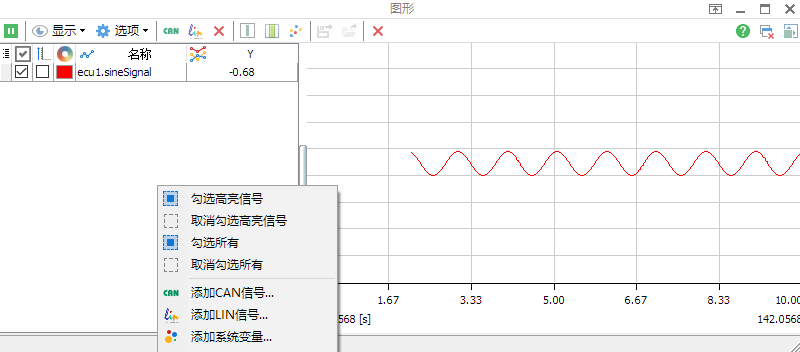 图形
显示 选项 CAN Lin
名称 Y
ecu1.sineSignal -0.68
勾选高亮信号
取消勾选高亮信号
勾选所有
取消勾选所有
CAN 添加CAN信号...
Lin 添加LIN信号...
添加系统变量...
1.67 3.33 5.00 6.67 8.33 10.00
568 [s] 142.0568